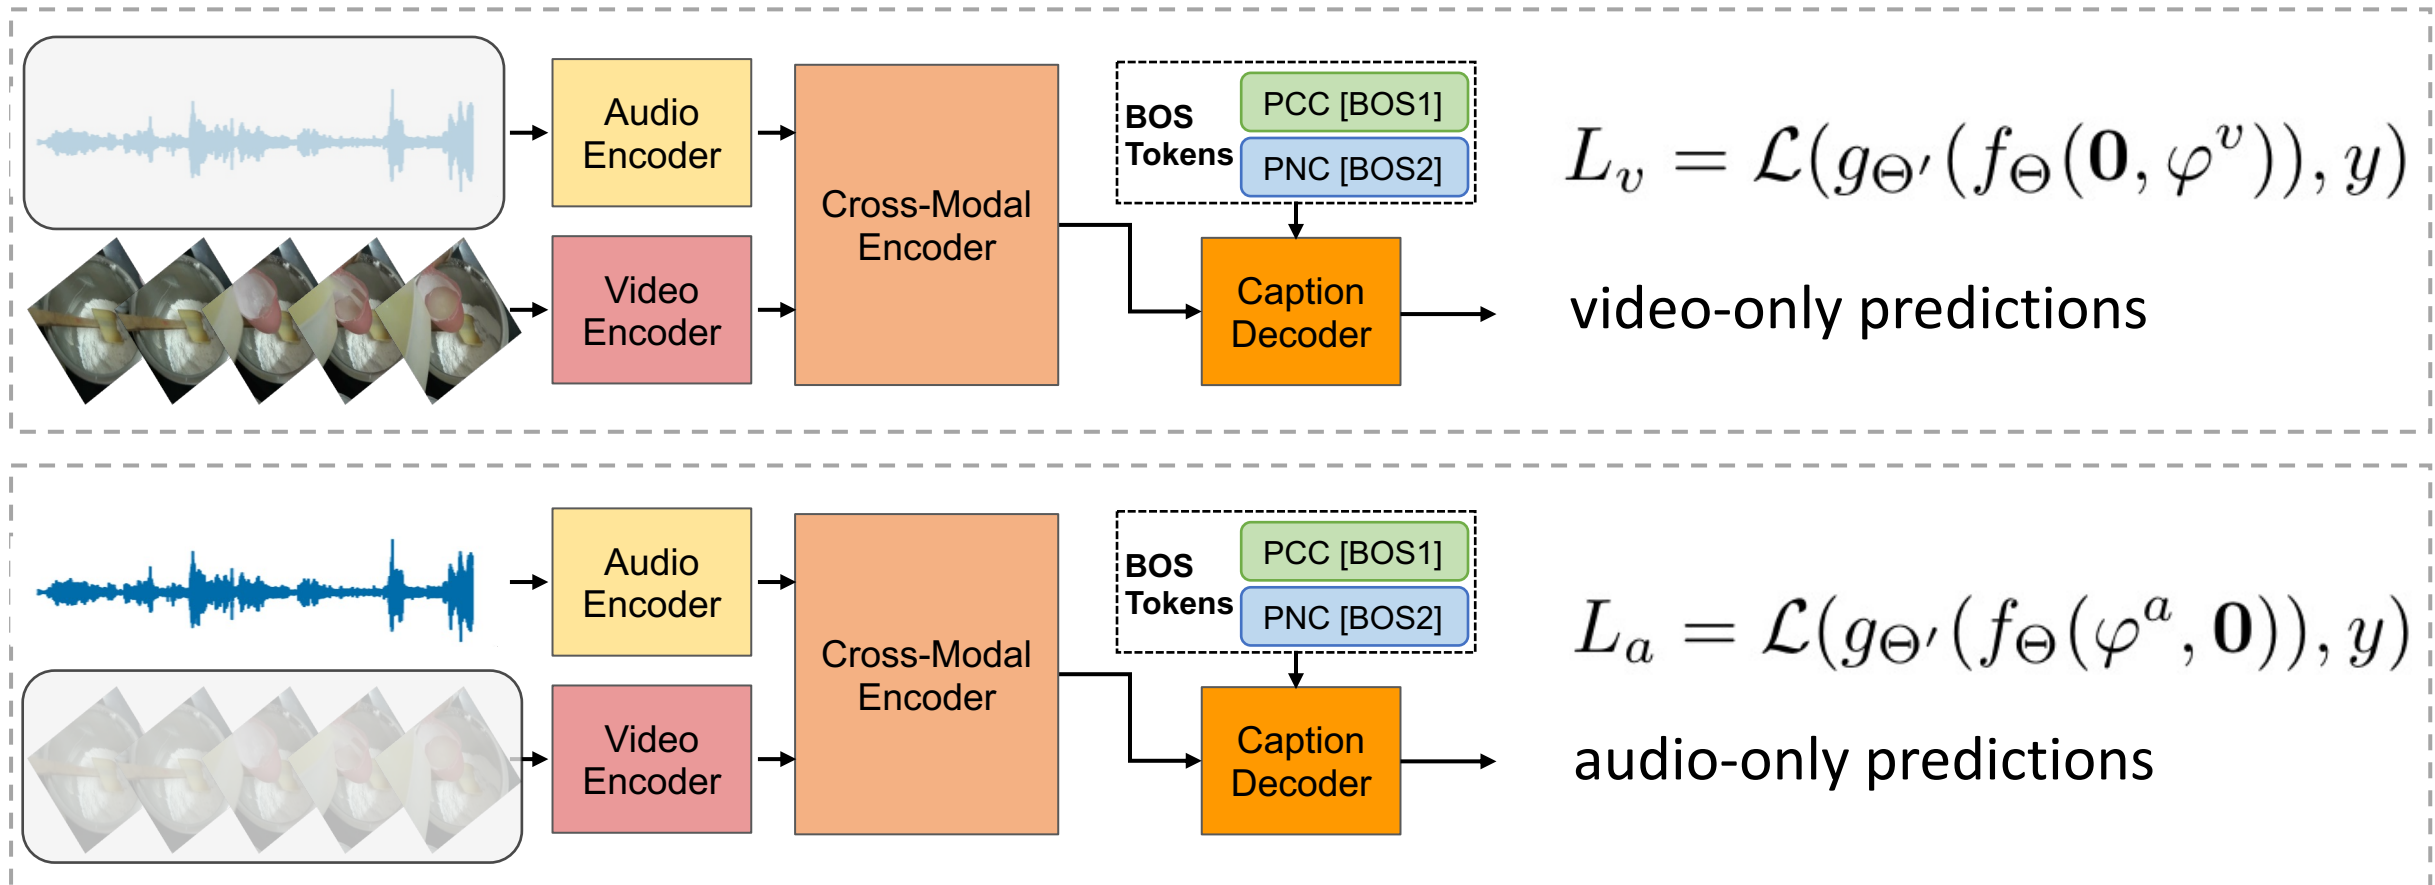 Audio
Encoder
Video
Encoder
Cross-Modal
Encoder
BOS
Tokens
PCC [BOS1]
PNC [BOS2]
Caption
Decoder
L_v = ℒ(g_Θ′(f_Θ(𝟎, φ^v)), y)
video-only predictions
Audio
Encoder
Video
Encoder
Cross-Modal
Encoder
BOS
Tokens
PCC [BOS1]
PNC [BOS2]
Caption
Decoder
L_a = ℒ(g_Θ′(f_Θ(φ^a, 𝟎)), y)
audio-only predictions